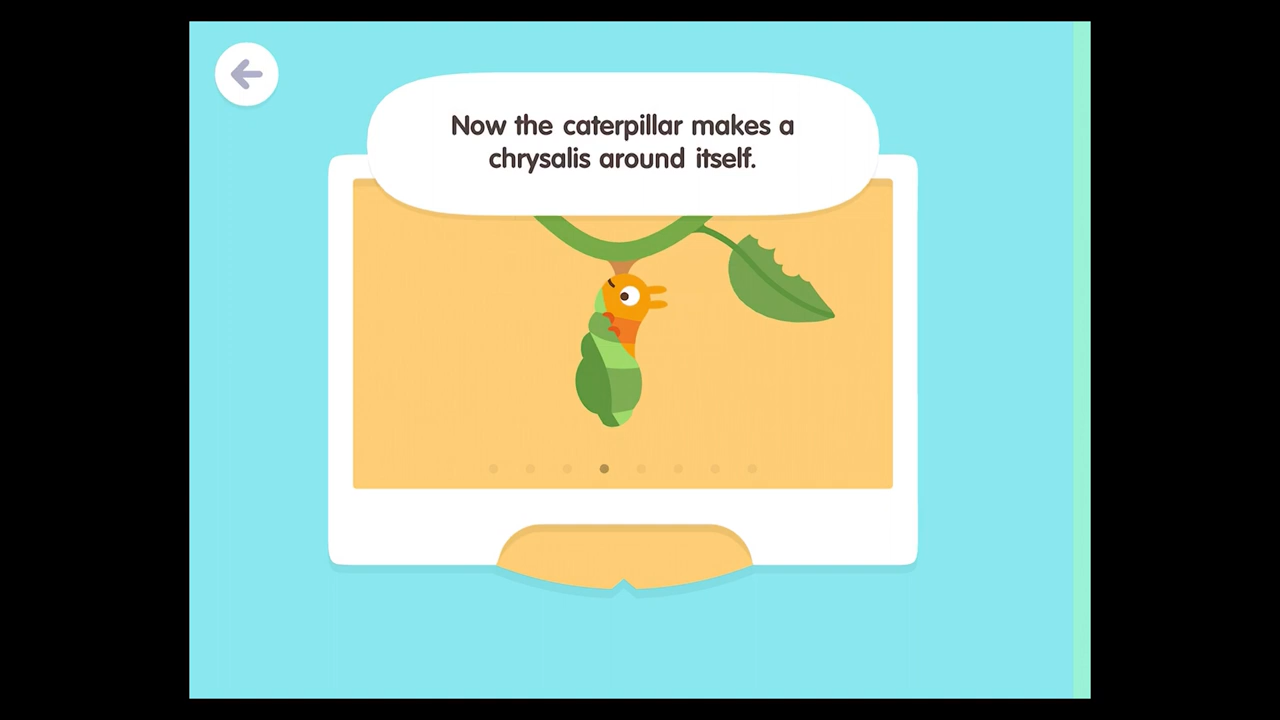 Now the caterpillar makes a
chrysalis around itself.